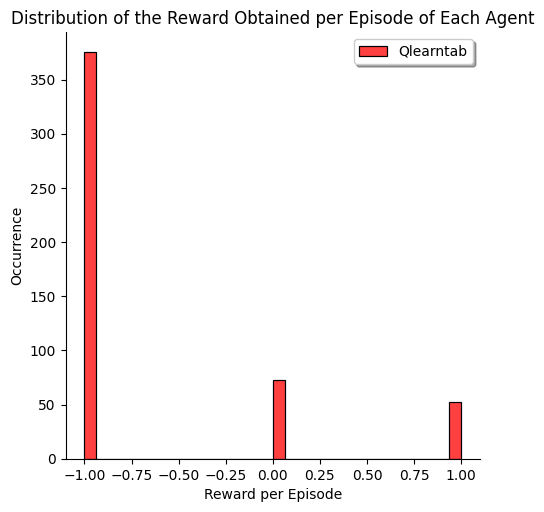 Distribution of the Reward Obtained per Episode of Each Agent
Qlearntab
350
300
250
200
150
100
50
0
Occurrence
−1.00 −0.75 −0.50 −0.25 0.00 0.25 0.50 0.75 1.00
Reward per Episode